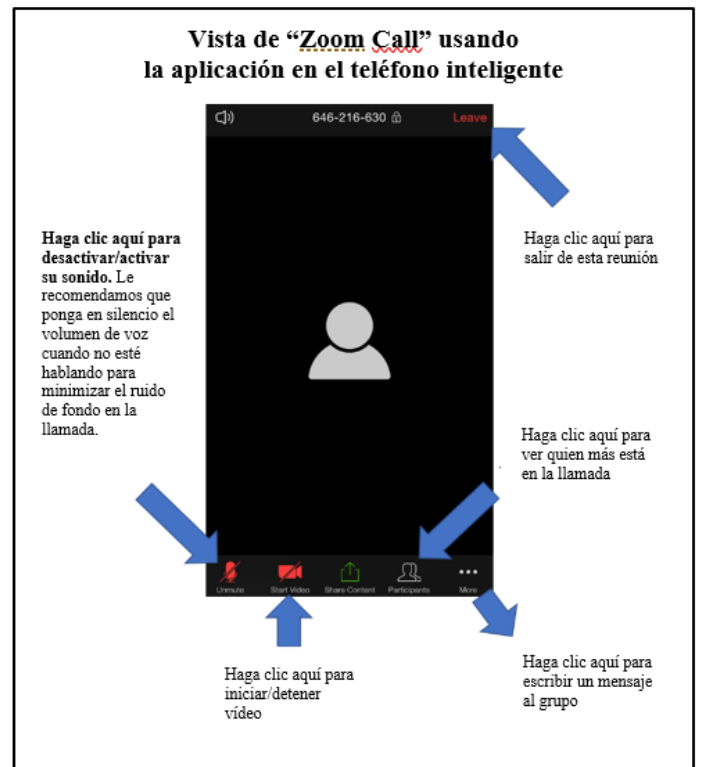 Vista de “Zoom Call” usando
la aplicación en el teléfono inteligente
646-216-630
Leave
Haga clic aquí para
desactivar/activar
su sonido. Le
recomendamos que
ponga en silencio el
volumen de voz
cuando no esté
hablando para
minimizar el ruido
de fondo en la
llamada.
Haga clic aquí para
salir de esta reunión
Haga clic aquí para
ver quien más está
en la llamada
Unmute
Start Video
Share Content
Participants
More
Haga clic aquí para
iniciar/detener
vídeo
Haga clic aquí para
escribir un mensaje
al grupo